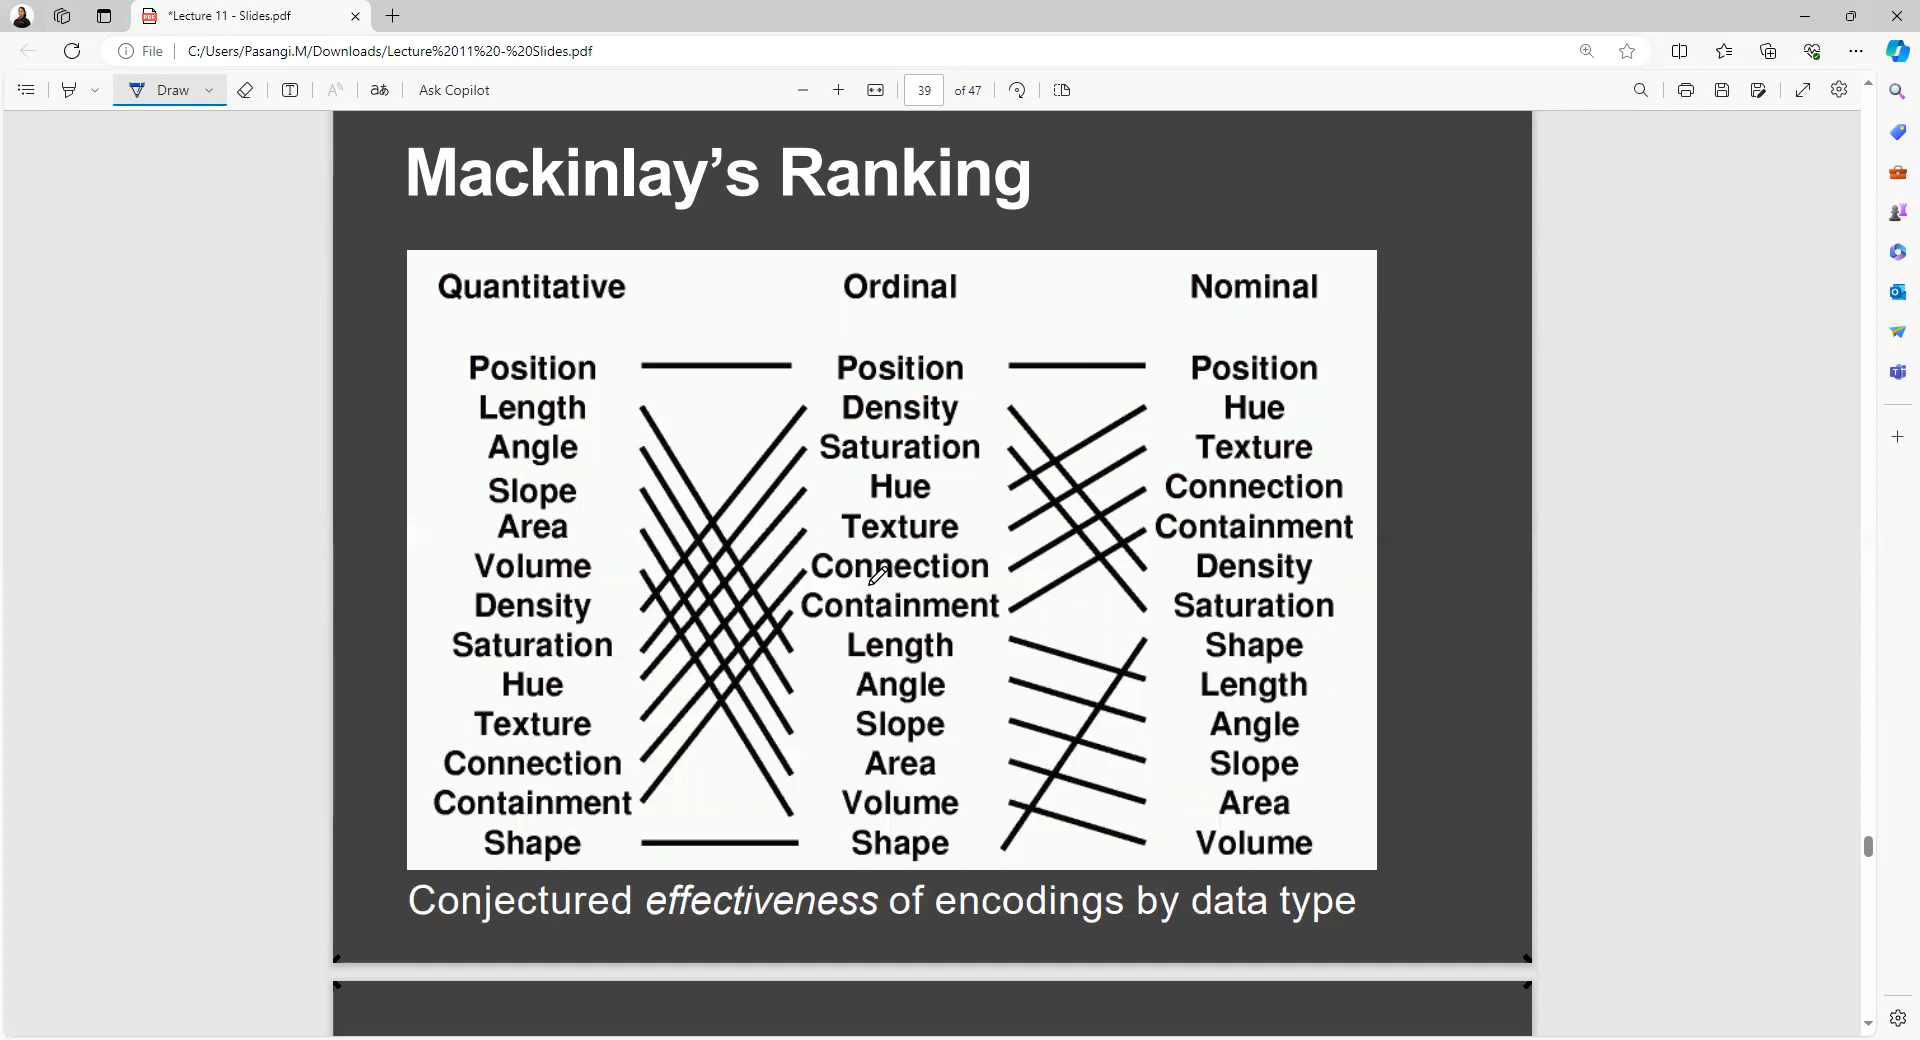 *Lecture 11 - Slides.pdf
File C:/Users/Pasangi.M/Downloads/Lecture%2011%20-%20Slides.pdf
Draw aあ Ask Copilot 39 of 47
Mackinlay's Ranking
Quantitative Ordinal Nominal
Position Position Position
Length Density Hue
Angle Saturation Texture
Slope Hue Connection
Area Texture Containment
Volume Connection Density
Density Containment Saturation
Saturation Length Shape
Hue Angle Length
Texture Slope Angle
Connection Area Slope
Containment Volume Area
Shape Shape Volume
Conjectured effectiveness of encodings by data type